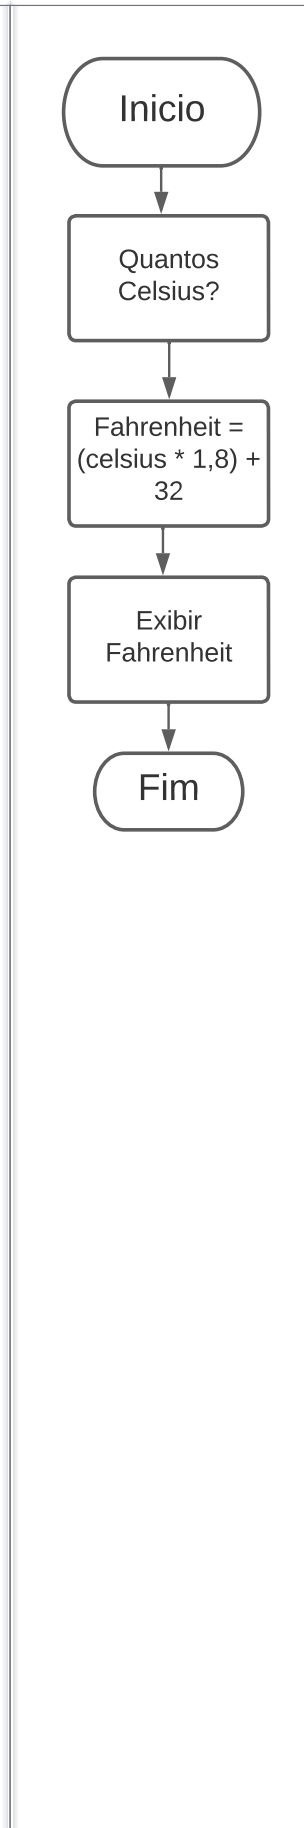 Inicio
Quantos
Celsius?
Fahrenheit =
(celsius * 1,8) +
32
Exibir
Fahrenheit
Fim